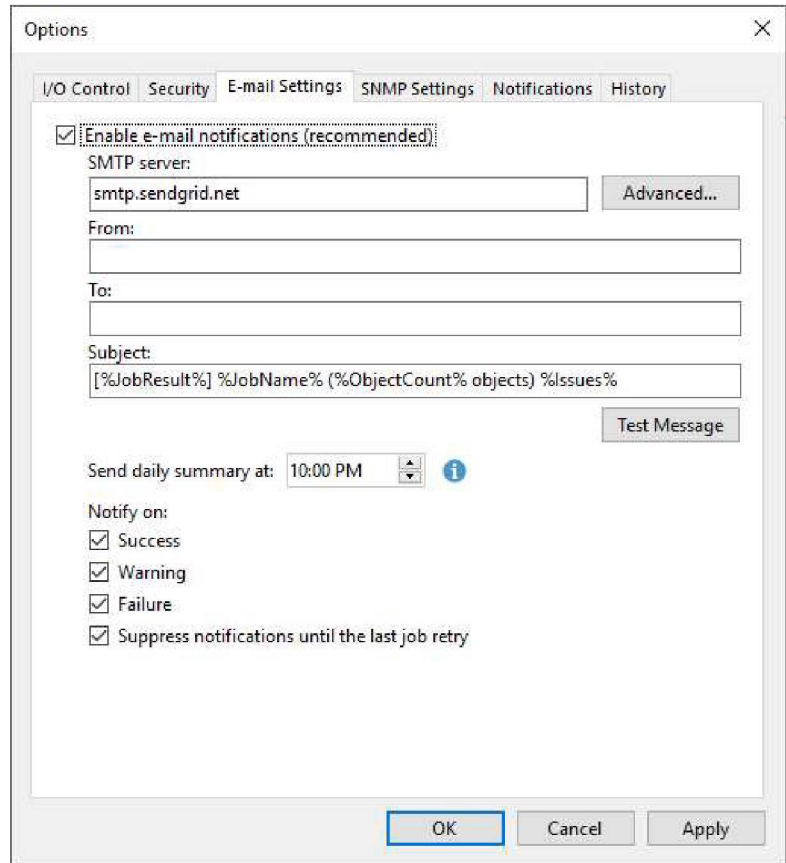 Options
I/O Control Security E-mail Settings SNMP Settings Notifications History
Enable e-mail notifications (recommended)
SMTP server:
smtp.sendgrid.net Advanced...
From:
To:
Subject:
[%JobResult%] %JobName% (%ObjectCount% objects) %Issues%
Test Message
Send daily summary at: 10:00 PM
Notify on:
Success
Warning
Failure
Suppress notifications until the last job retry
OK Cancel Apply